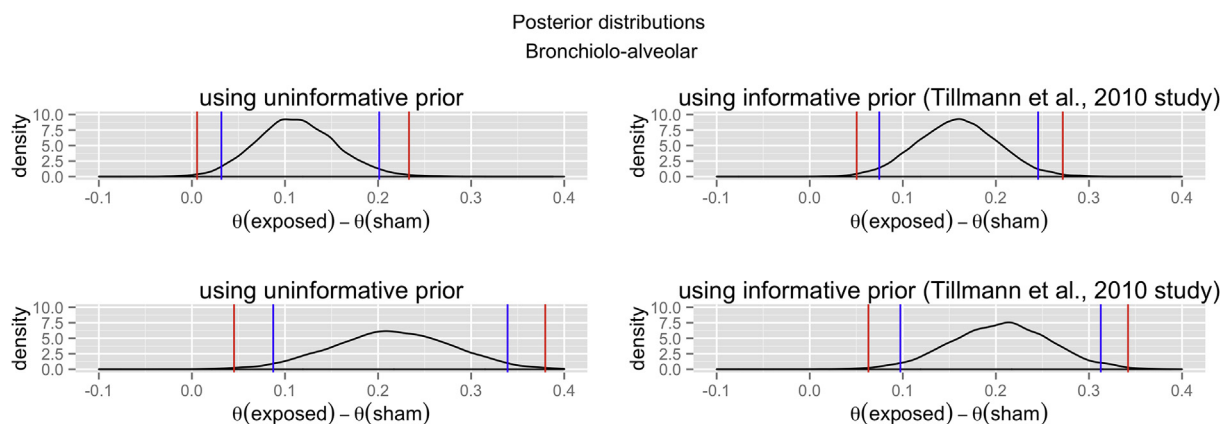 Posterior distributions
Bronchiolo-alveolar
using uninformative prior
density
10.0
7.5
5.0
2.5
0.0
-0.1 0.0 0.1 0.2 0.3 0.4
θ(exposed) – θ(sham)
using informative prior (Tillmann et al., 2010 study)
density
10.0
7.5
5.0
2.5
0.0
-0.1 0.0 0.1 0.2 0.3 0.4
θ(exposed) – θ(sham)
using uninformative prior
density
10.0
7.5
5.0
2.5
0.0
-0.1 0.0 0.1 0.2 0.3 0.4
θ(exposed) – θ(sham)
using informative prior (Tillmann et al., 2010 study)
density
10.0
7.5
5.0
2.5
0.0
-0.1 0.0 0.1 0.2 0.3 0.4
θ(exposed) – θ(sham)